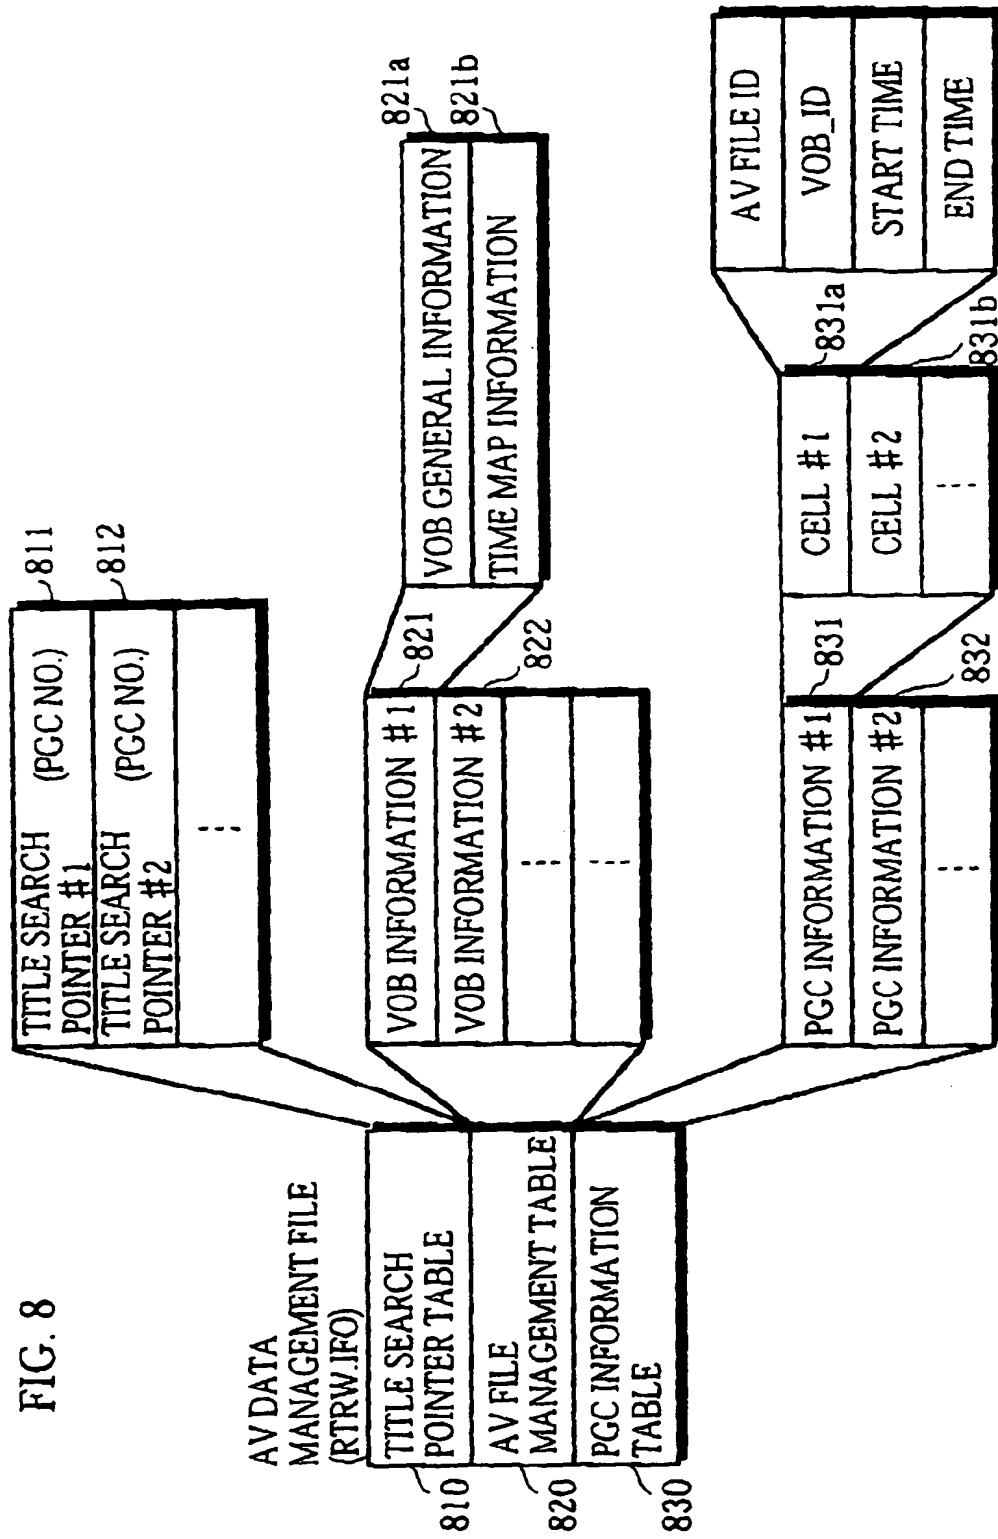 FIG. 8
AV DATA
MANAGEMENT FILE
(RTRW.IFO)
TITLE SEARCH
POINTER TABLE
810
AV FILE
MANAGEMENT TABLE
820
PGC INFORMATION
TABLE
830
TITLE SEARCH (PGC NO.)
POINTER #1
811
TITLE SEARCH (PGC NO.)
POINTER #2
812
VOB INFORMATION #1
821
VOB INFORMATION #2
822
VOB GENERAL INFORMATION
821a
TIME MAP INFORMATION
821b
PGC INFORMATION #1
831
PGC INFORMATION #2
832
CELL #1
831a
CELL #2
831b
AV FILE ID
VOB_ID
START TIME
END TIME